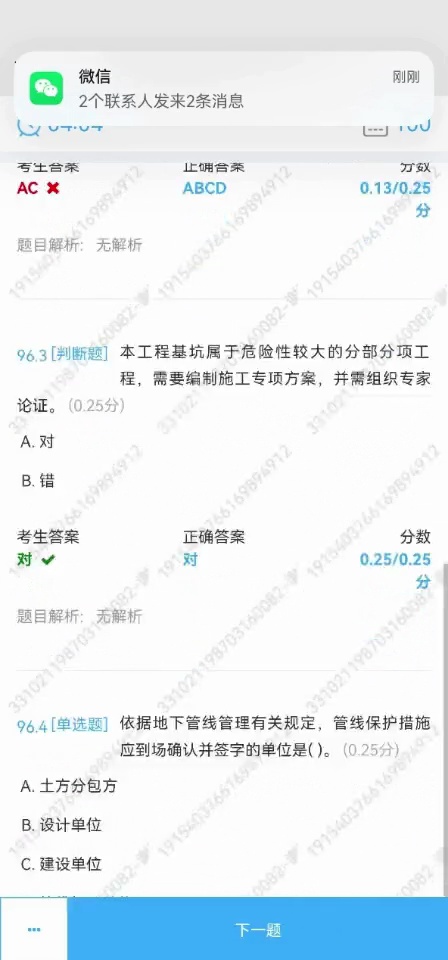 微信
刚刚
2个联系人发来2条消息
04:04
100
考生答案 正确答案 分数
AC ABCD 0.13/0.25
分
题目解析: 无解析
96.3 [判断题] 本工程基坑属于危险性较大的分部分项工
程，需要编制施工专项方案，并需组织专家
论证。(0.25分)
A. 对
B. 错
考生答案 正确答案 分数
对 对 0.25/0.25
分
题目解析: 无解析
96.4 [单选题] 依据地下管线管理有关规定，管线保护措施
应到场确认并签字的单位是( )。(0.25分)
A. 土方分包方
B. 设计单位
C. 建设单位
下一题
19154037661698949​12